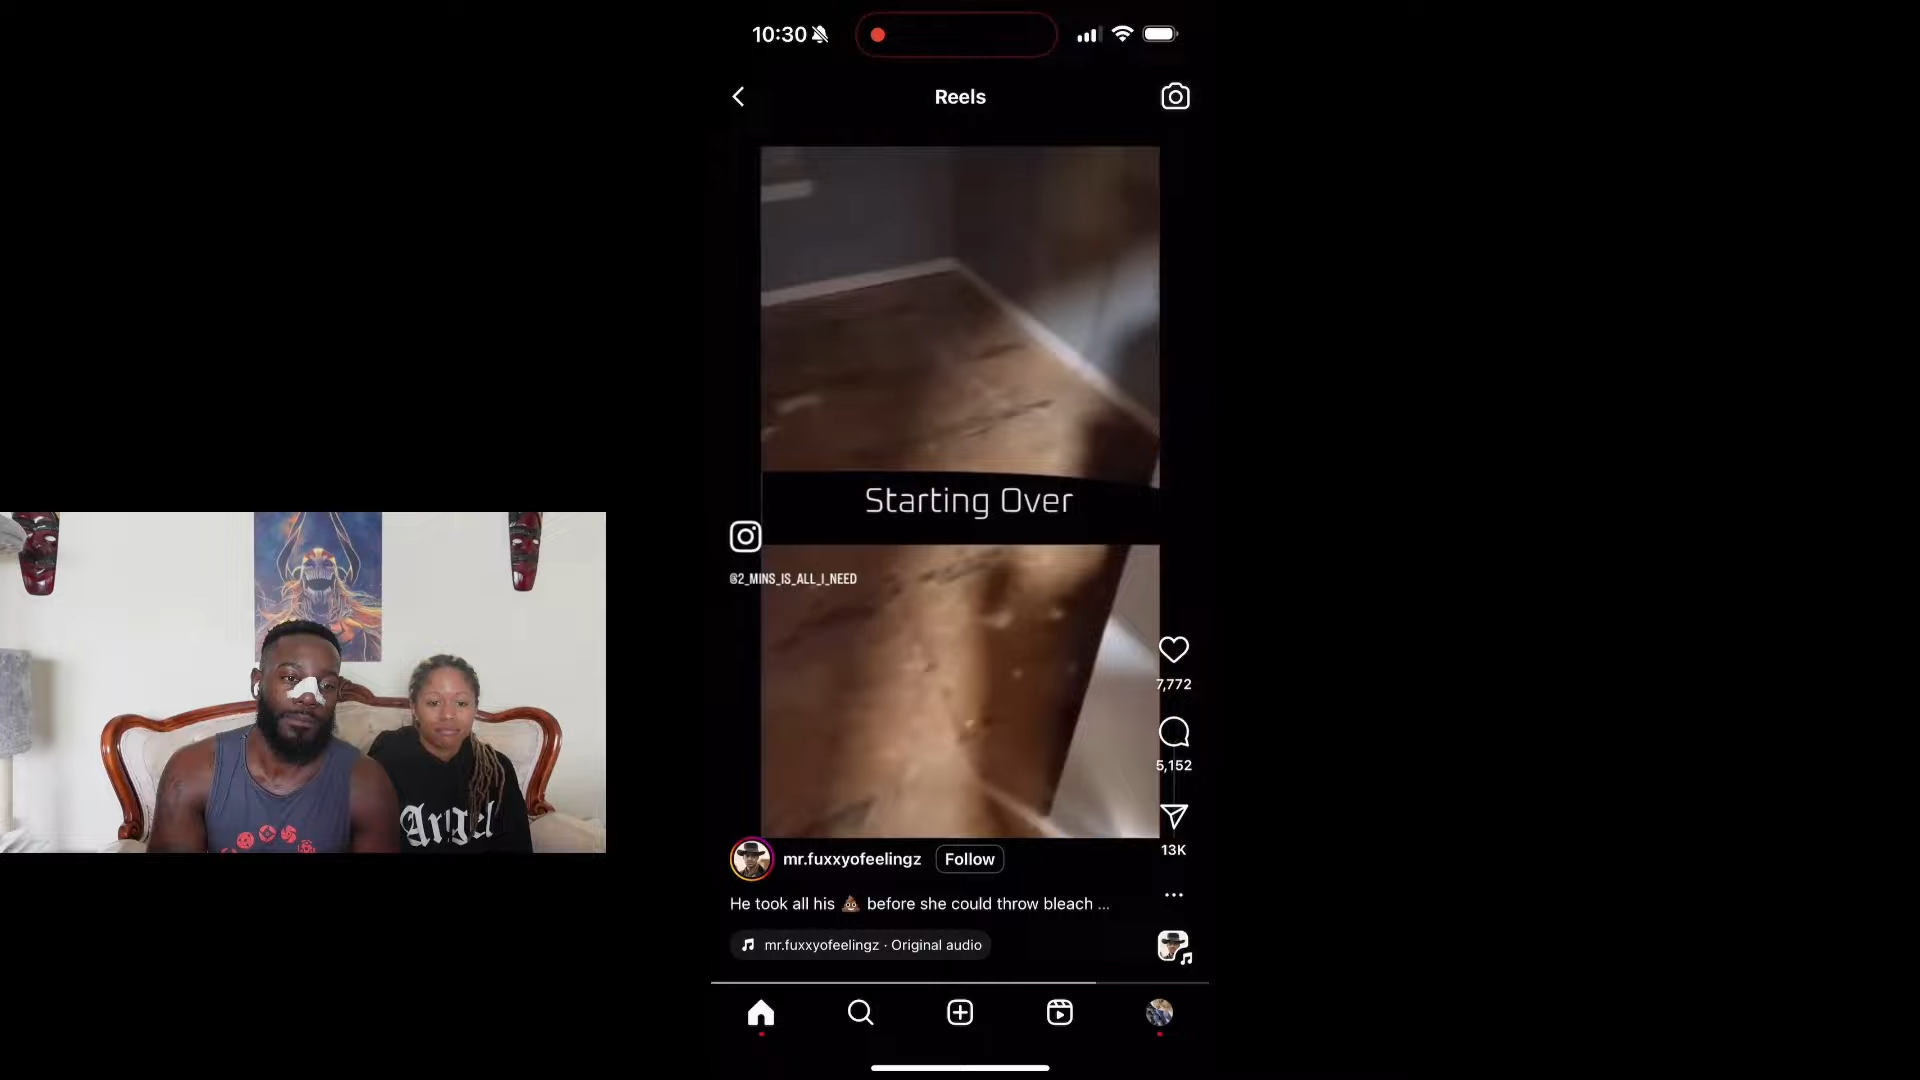 10:30
Reels
Starting Over
@2_MINS_IS_ALL_I_NEED
7,772
5,152
13K
mr.fuxxyofeelingz
Follow
He took all his 💩 before she could throw bleach ...
mr.fuxxyofeelingz · Original audio
Angel